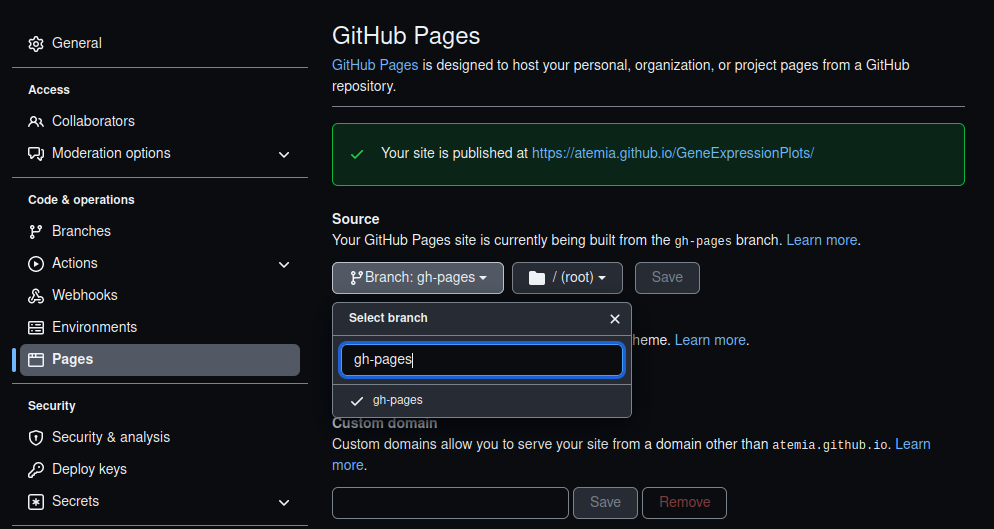 General
Access
Collaborators
Moderation options
Code & operations
Branches
Actions
Webhooks
Environments
Pages
Security
Security & analysis
Deploy keys
Secrets
GitHub Pages
GitHub Pages is designed to host your personal, organization, or project pages from a GitHub
repository.
Your site is published at https://atemia.github.io/GeneExpressionPlots/
Source
Your GitHub Pages site is currently being built from the gh-pages branch. Learn more.
Branch: gh-pages / (root) Save
Select branch
heme. Learn more.
gh-pages
gh-pages
Custom domain
Custom domains allow you to serve your site from a domain other than atemia.github.io. Learn
more.
Save Remove